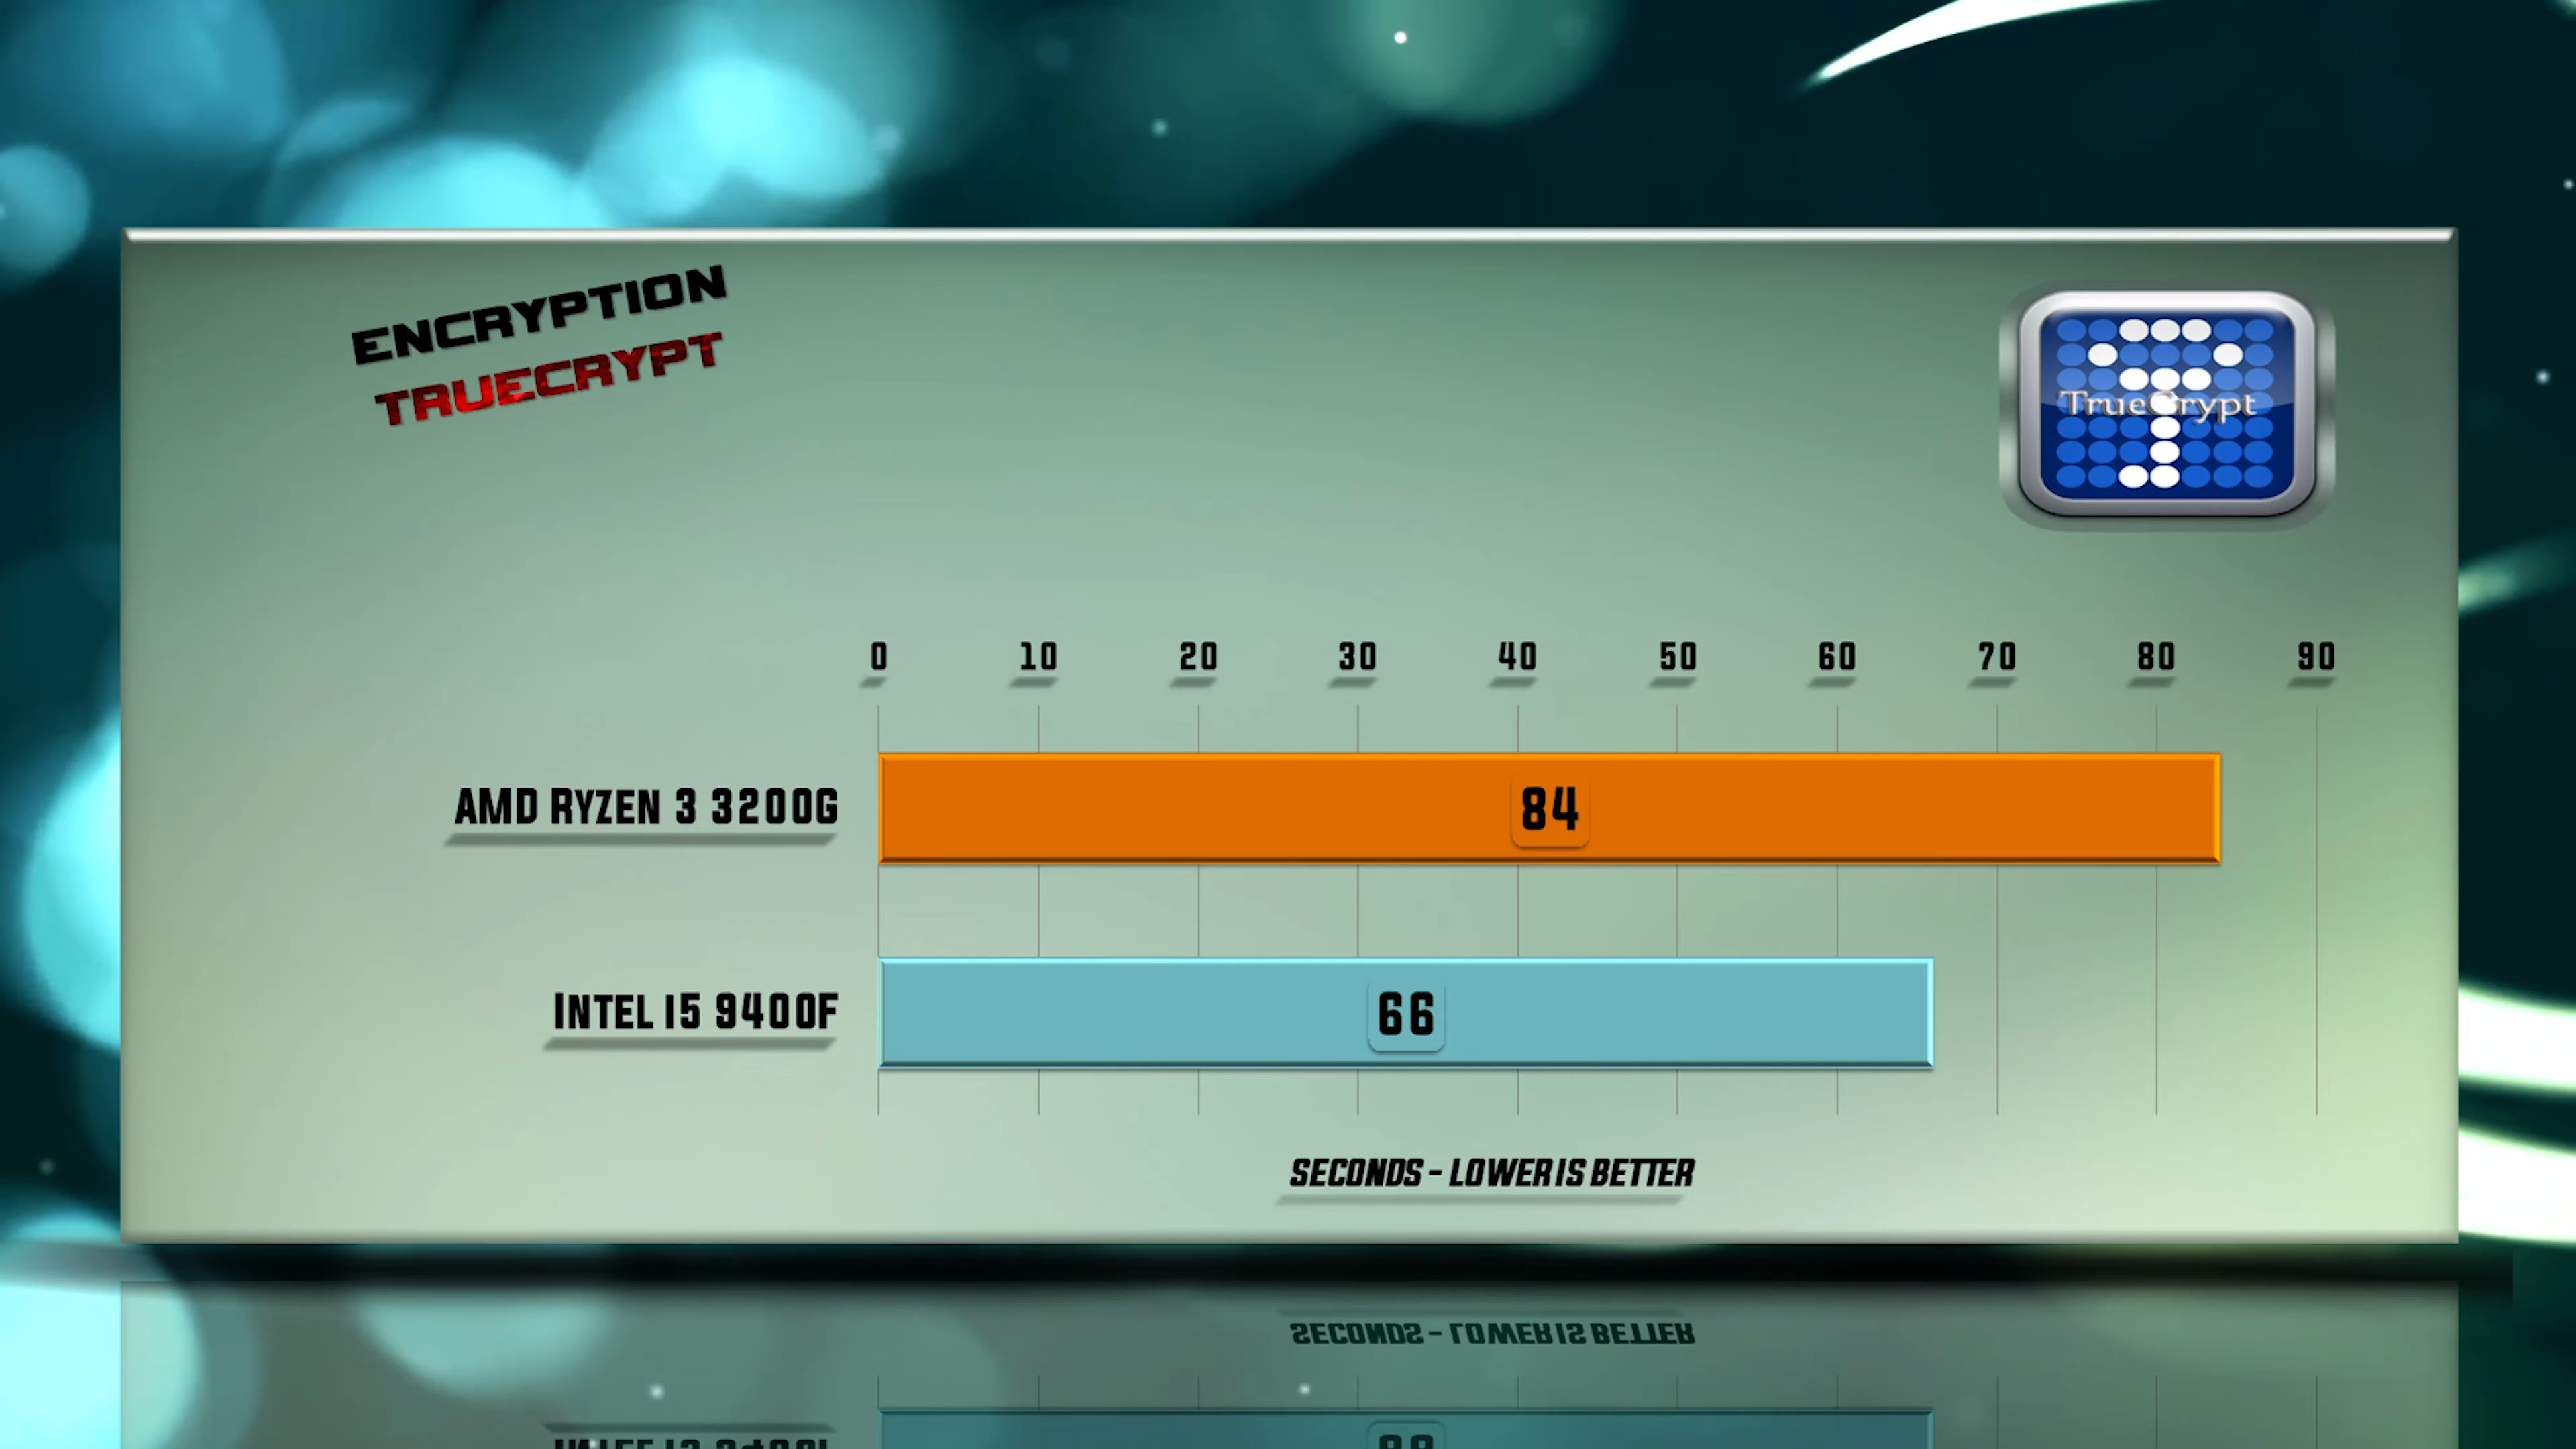 ENCRYPTION
TRUECRYPT
TrueCrypt
0 10 20 30 40 50 60 70 80 90
AMD RYZEN 3 3200G
84
INTEL I5 9400F
66
SECONDS - LOWER IS BETTER